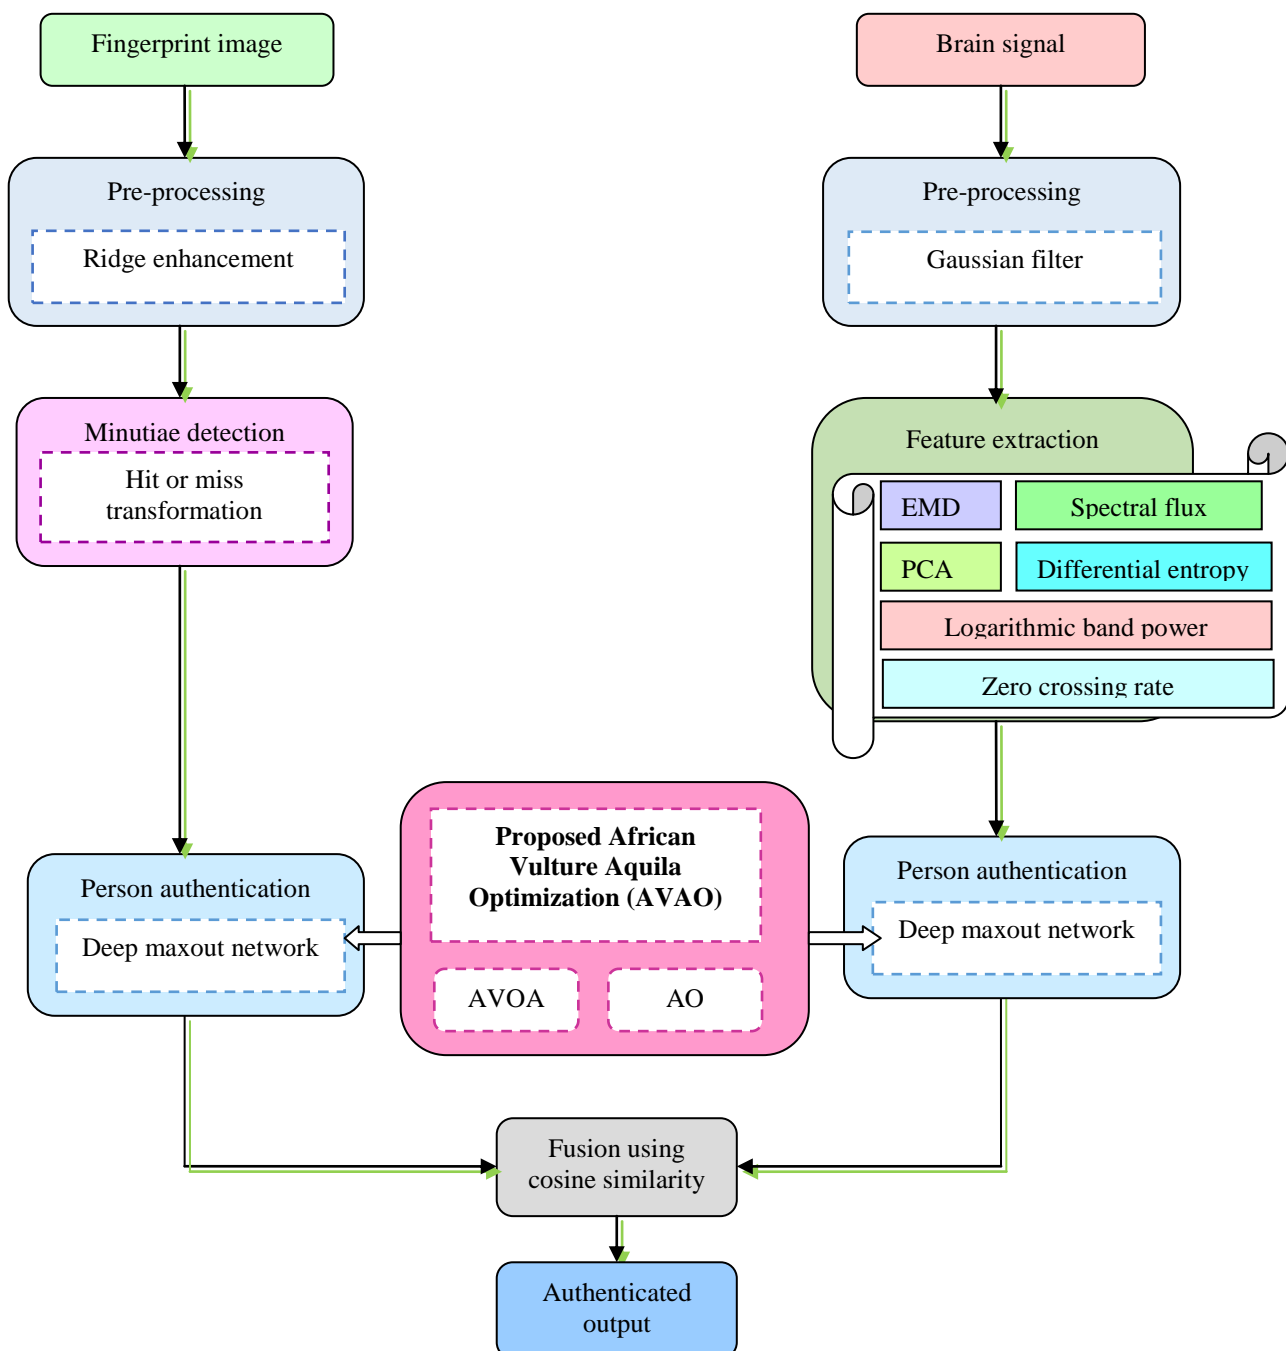 Fingerprint image
Brain signal
Pre-processing
Ridge enhancement
Pre-processing
Gaussian filter
Minutiae detection
Hit or miss
transformation
Feature extraction
EMD
Spectral flux
PCA
Differential entropy
Logarithmic band power
Zero crossing rate
Proposed African
Vulture Aquila
Optimization (AVAO)
AVOA
AO
Person authentication
Deep maxout network
Person authentication
Deep maxout network
Fusion using
cosine similarity
Authenticated
output